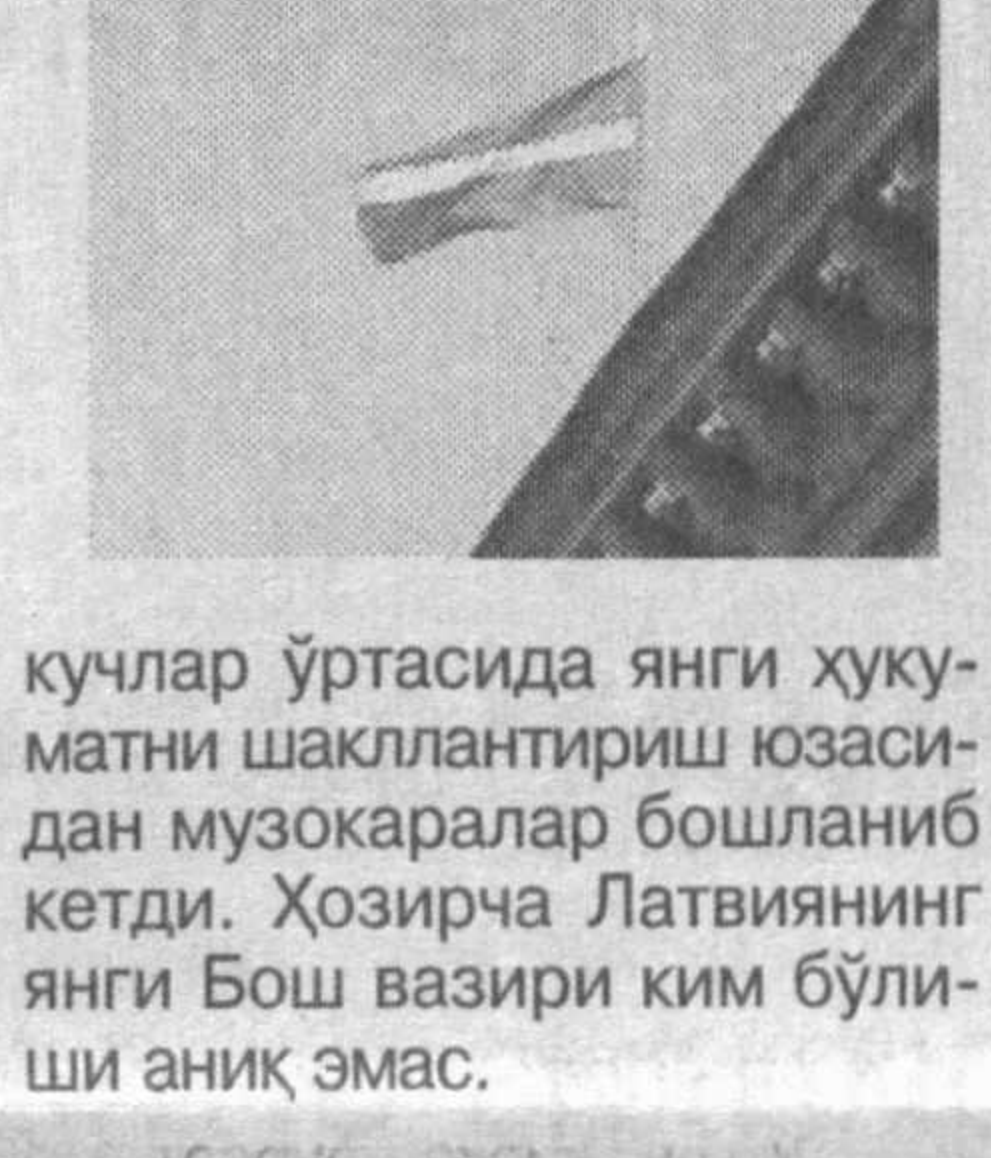 кучлар ўртасида янги ҳуку-
матни шакллантириш юзаси-
дан музокаралар бошланиб
кетди. Ҳозирча Латвиянинг
янги Бош вазири ким бўли-
ши аниқ эмас.